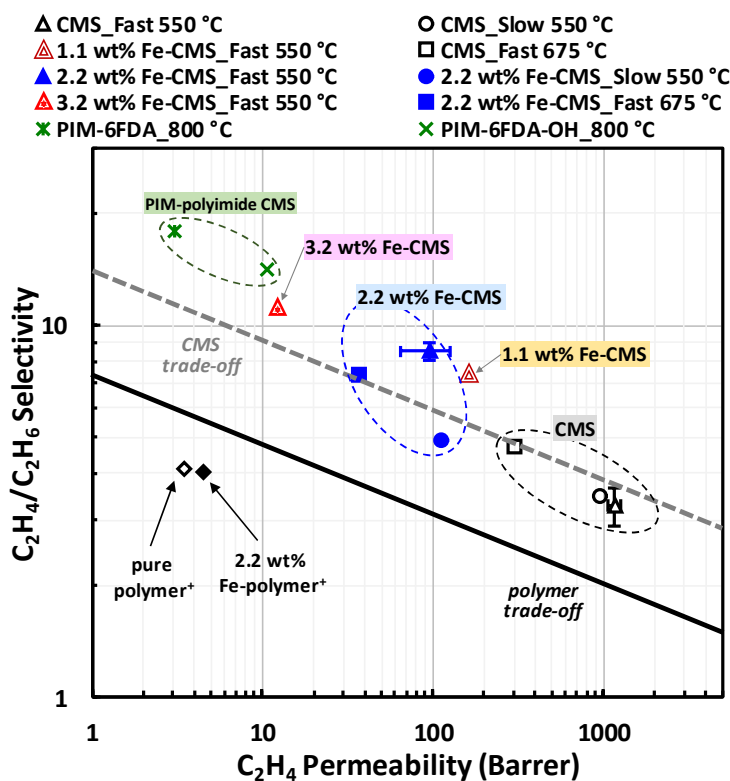 CMS_Fast 550 °C
CMS_Slow 550 °C
1.1 wt% Fe-CMS_Fast 550 °C
CMS_Fast 675 °C
2.2 wt% Fe-CMS_Fast 550 °C
2.2 wt% Fe-CMS_Slow 550 °C
3.2 wt% Fe-CMS_Fast 550 °C
2.2 wt% Fe-CMS_Fast 675 °C
PIM-6FDA_800 °C
PIM-6FDA-OH_800 °C
PIM-polyimide CMS
3.2 wt% Fe-CMS
2.2 wt% Fe-CMS
10
CMS
trade-off
1.1 wt% Fe-CMS
CMS
C₂H₄/C₂H₆ Selectivity
pure
polymer⁺
2.2 wt%
Fe-polymer⁺
polymer
trade-off
1
1
10
100
1000
C₂H₄ Permeability (Barrer)